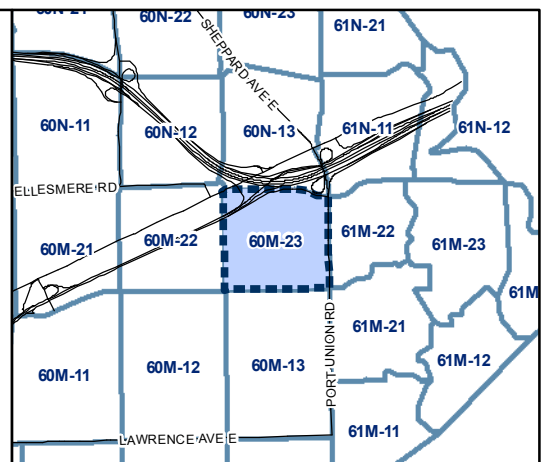 60N-22
60N-23
61N-21
SHEPPARD AVE E
60N-11
60N-12
60N-13
61N-11
61N-12
ELLESMERE RD
60M-21
60M-22
60M-23
61M-22
61M-23
61M
61M-21
PORT UNION RD
60M-11
60M-12
60M-13
61M-12
61M-11
LAWRENCE AVE E